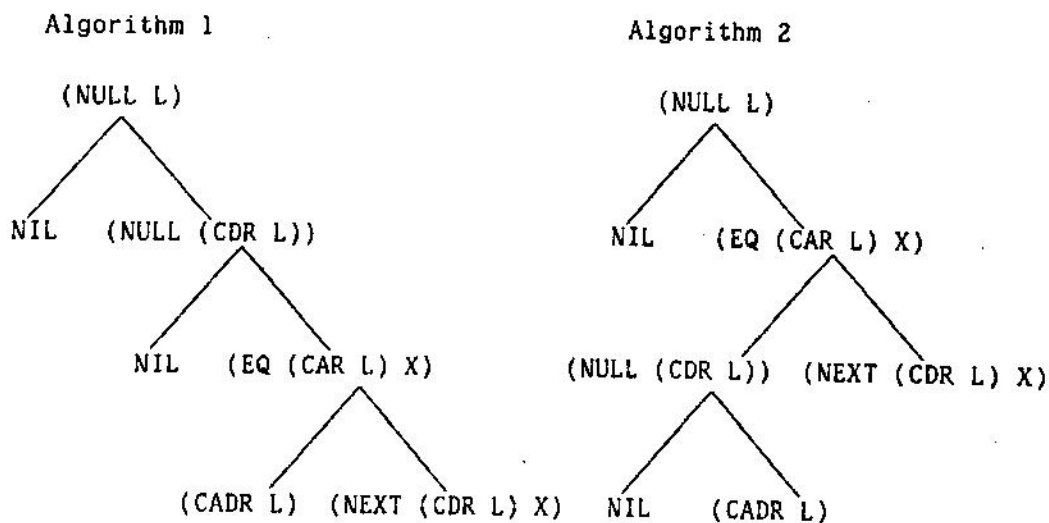 Algorithm 1
(NULL L)
NIL (NULL (CDR L))
NIL (EQ (CAR L) X)
(CADR L) (NEXT (CDR L) X)
Algorithm 2
(NULL L)
NIL (EQ (CAR L) X)
(NULL (CDR L)) (NEXT (CDR L) X)
NIL (CADR L)